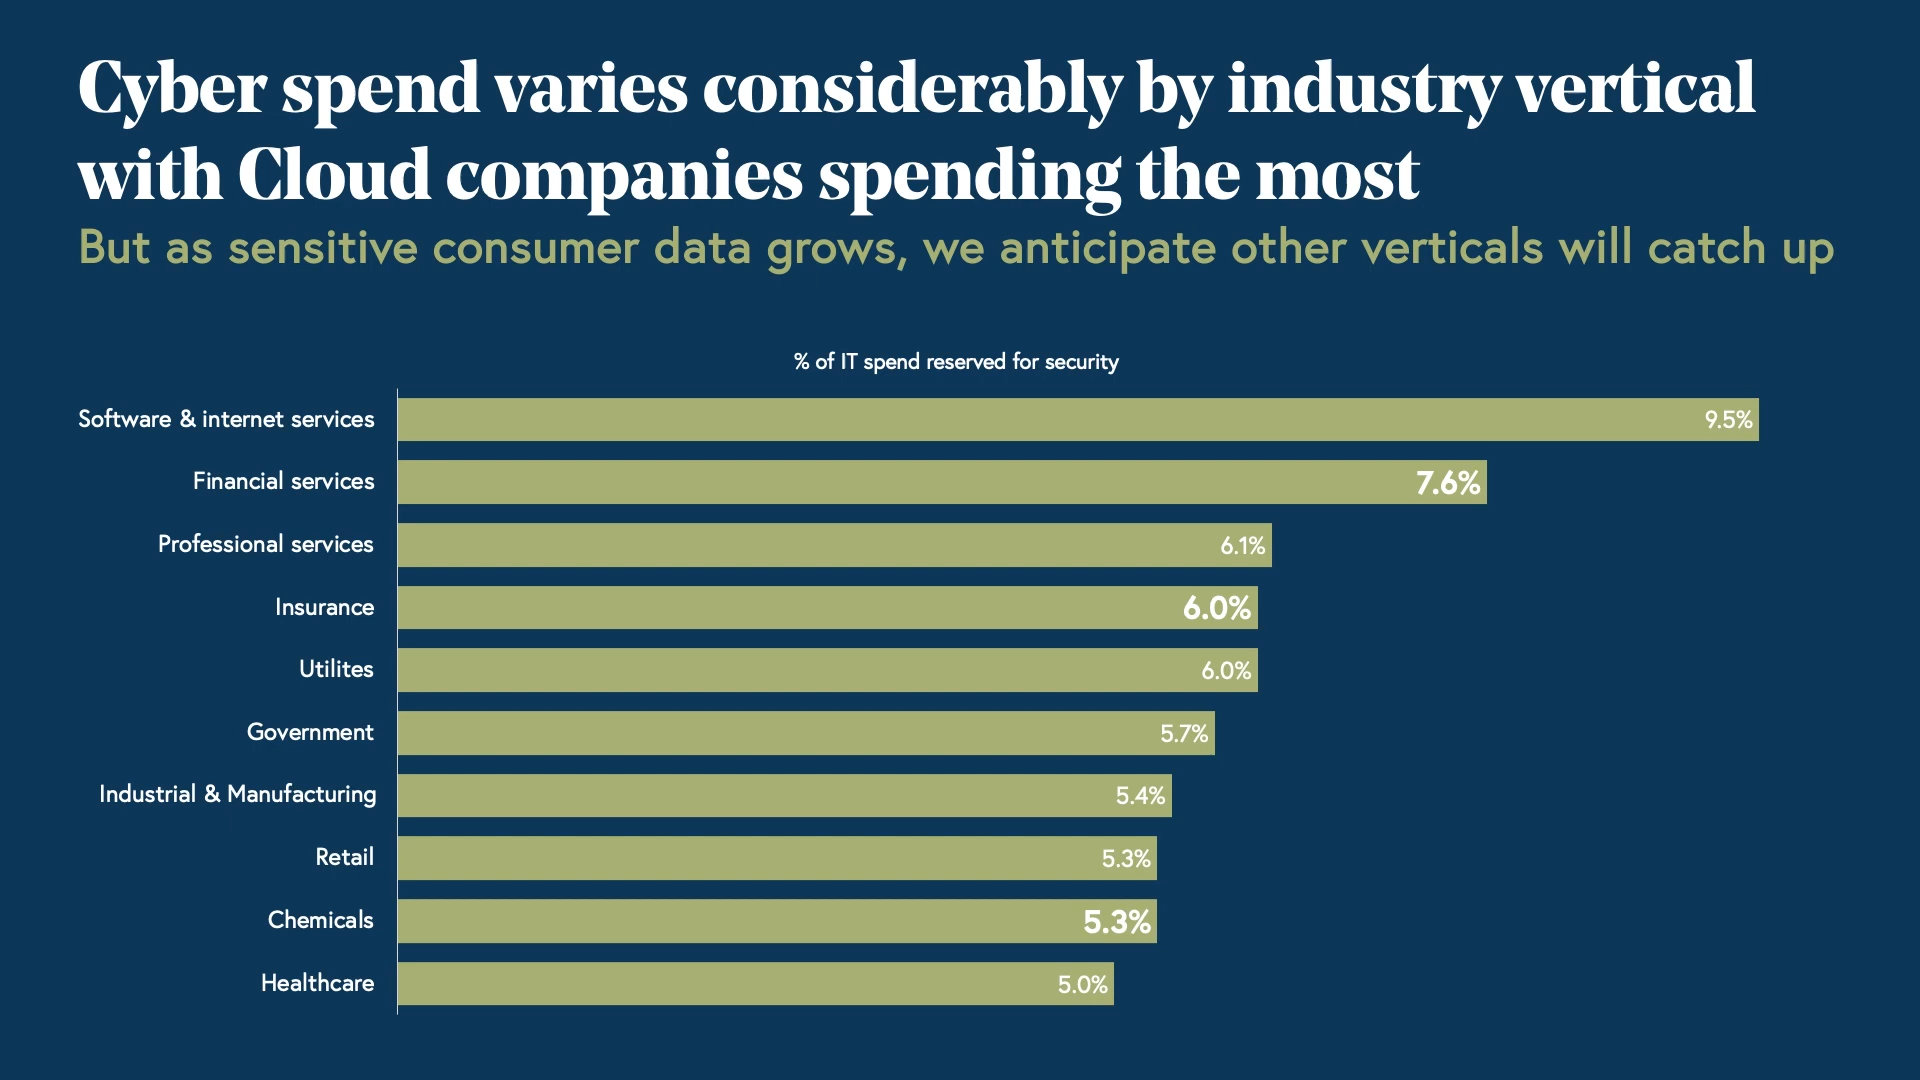 Cyber spend varies considerably by industry vertical
with Cloud companies spending the most
But as sensitive consumer data grows, we anticipate other verticals will catch up
% of IT spend reserved for security
Software & internet services 9.5%
Financial services 7.6%
Professional services 6.1%
Insurance 6.0%
Utilites 6.0%
Government 5.7%
Industrial & Manufacturing 5.4%
Retail 5.3%
Chemicals 5.3%
Healthcare 5.0%